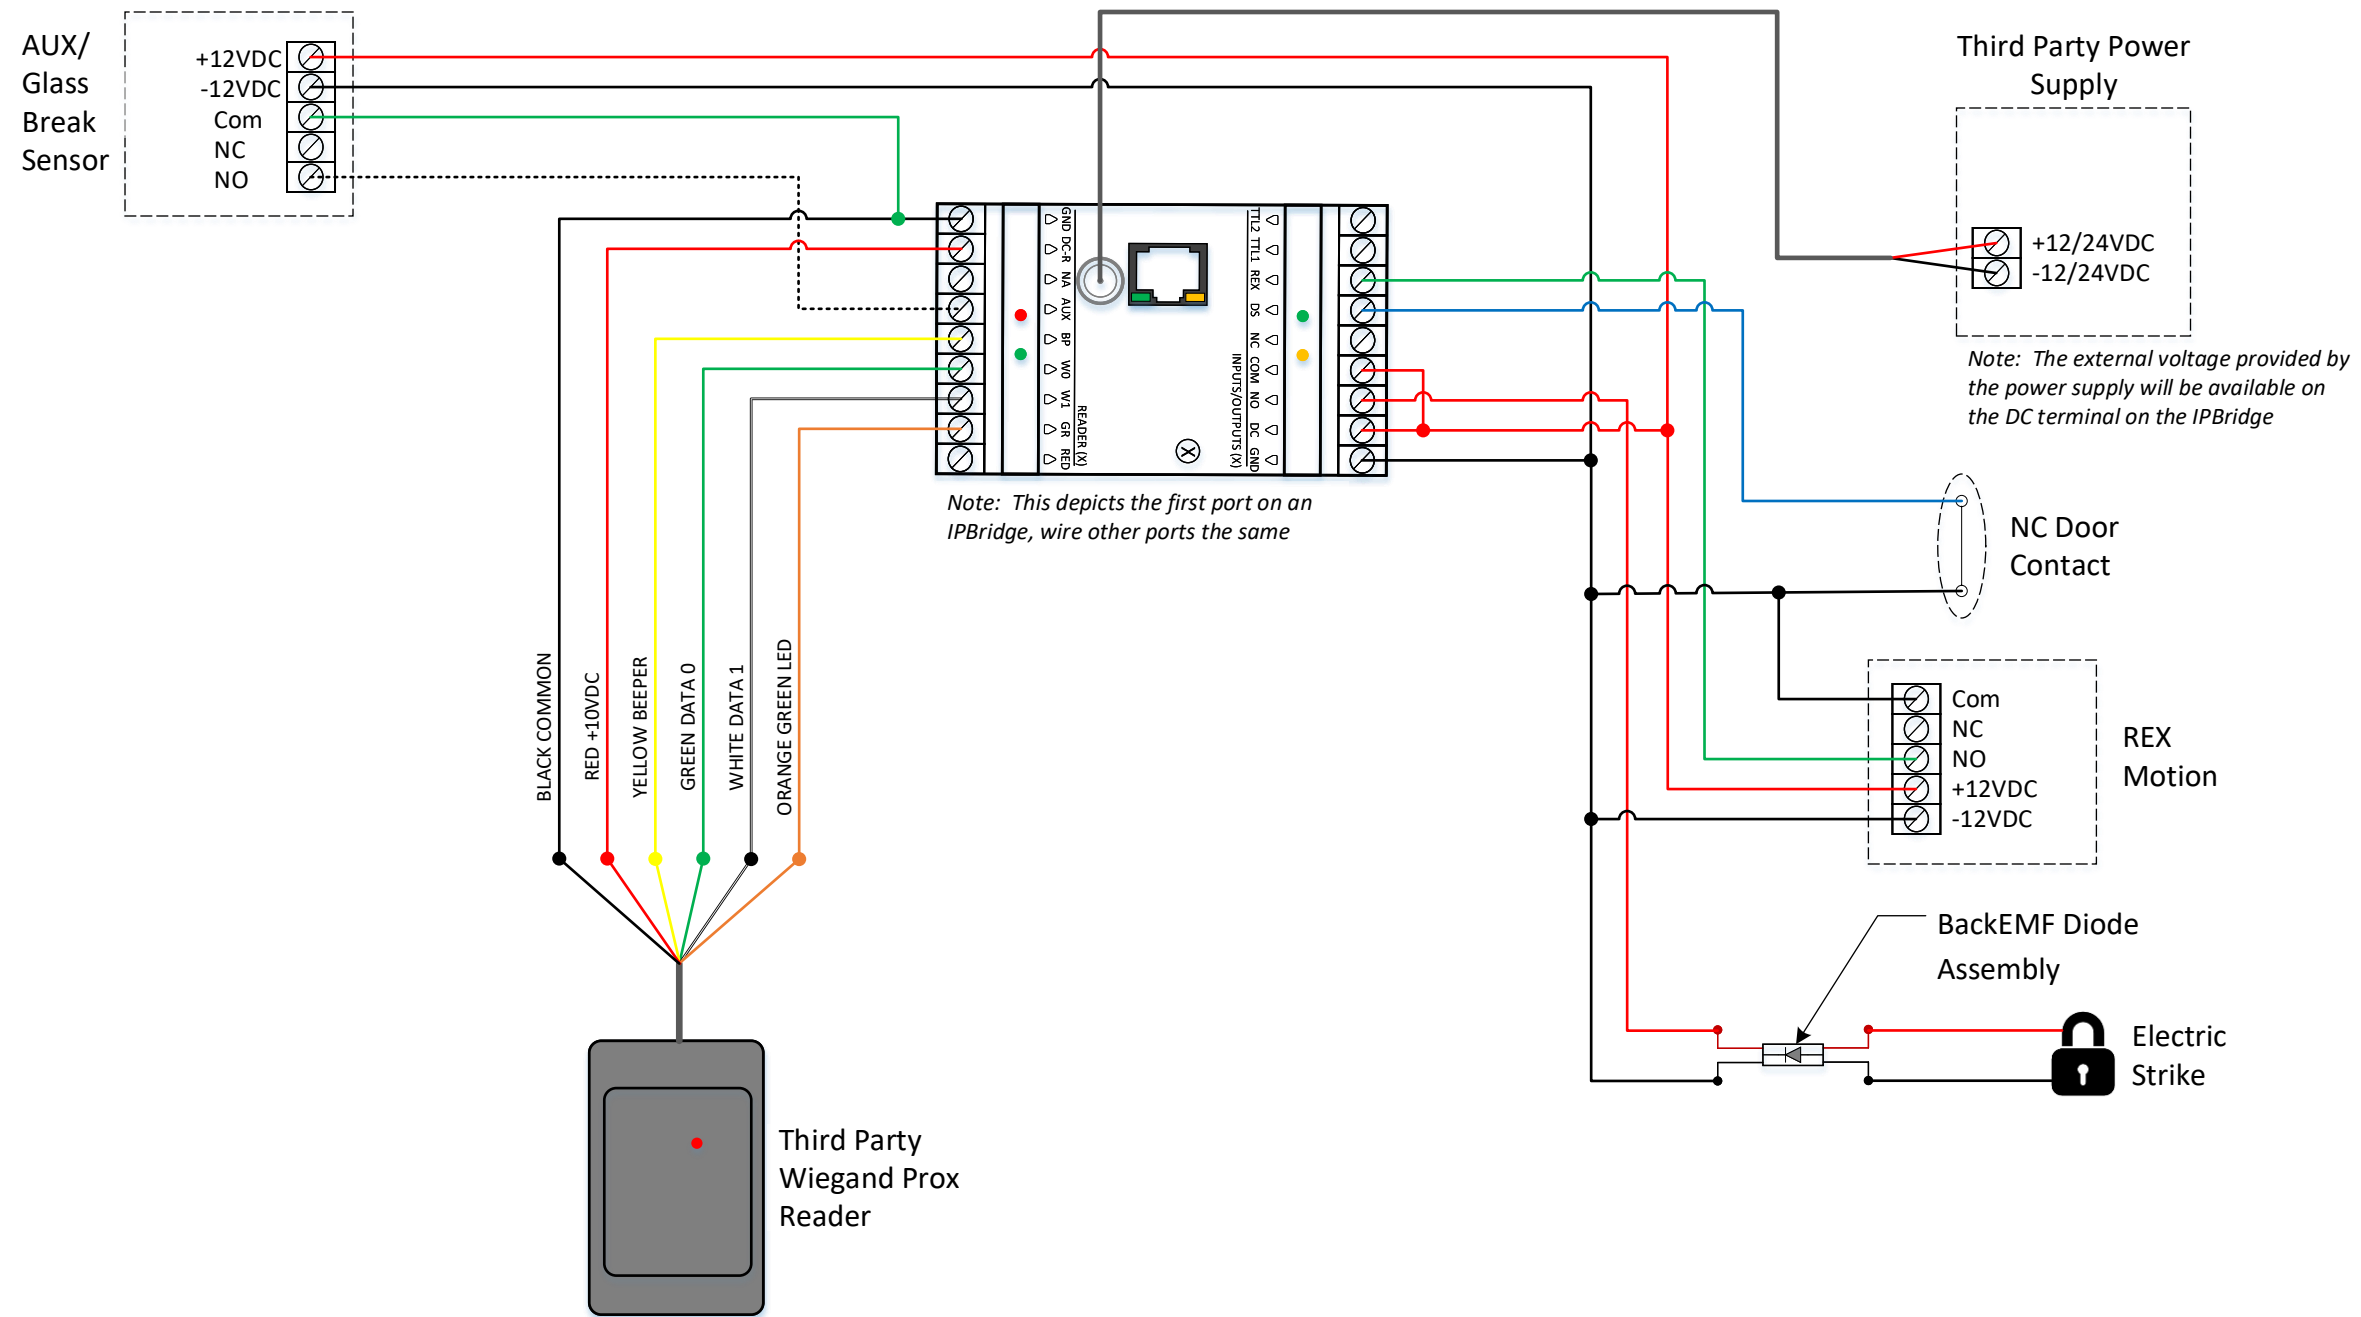 AUX/
Glass
Break
Sensor
+12VDC
-12VDC
Com
NC
NO
Third Party Power
Supply
+12/24VDC
-12/24VDC
Note:  The external voltage provided by
the power supply will be available on
the DC terminal on the IPBridge
GND
DC-R
NA
AUX
BP
W0
W1
GR
RED
READER (X)
TTL2
TTL1
REX
DS
NC
COM
NO
DC
GND
INPUTS/OUTPUTS (X)
Note:  This depicts the first port on an
IPBridge, wire other ports the same
NC Door
Contact
BLACK COMMON
RED +10VDC
YELLOW BEEPER
GREEN DATA 0
WHITE DATA 1
ORANGE GREEN LED
Com
NC
NO
+12VDC
-12VDC
REX
Motion
BackEMF Diode
Assembly
Electric
Strike
Third Party
Wiegand Prox
Reader